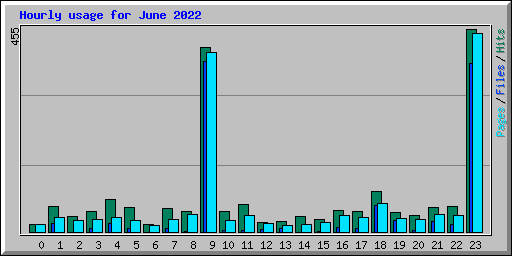 Hourly usage for June 2022
455
Pages / Files / Hits
0 1 2 3 4 5 6 7 8 9 10 11 12 13 14 15 16 17 18 19 20 21 22 23